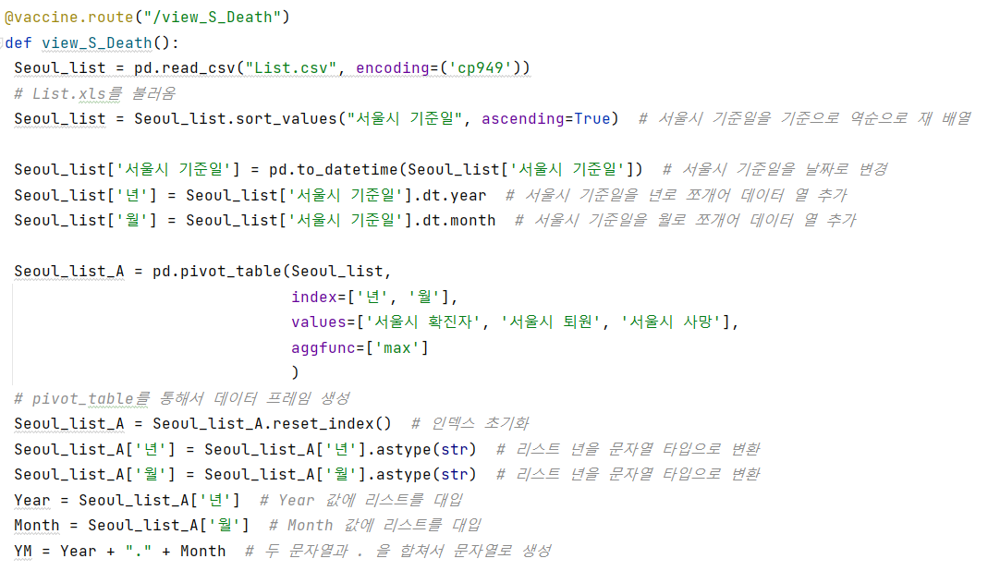 @vaccine.route("/view_S_Death")
def view_S_Death():
Seoul_list = pd.read_csv("List.csv", encoding=('cp949'))
# List.xls를 불러옴
Seoul_list = Seoul_list.sort_values("서울시 기준일", ascending=True)  # 서울시 기준일을 기준으로 역순으로 재 배열
Seoul_list['서울시 기준일'] = pd.to_datetime(Seoul_list['서울시 기준일'])  # 서울시 기준일을 날짜로 변경
Seoul_list['년'] = Seoul_list['서울시 기준일'].dt.year  # 서울시 기준일을 년로 쪼개어 데이터 열 추가
Seoul_list['월'] = Seoul_list['서울시 기준일'].dt.month  # 서울시 기준일을 월로 쪼개어 데이터 열 추가
Seoul_list_A = pd.pivot_table(Seoul_list,
index=['년', '월'],
values=['서울시 확진자', '서울시 퇴원', '서울시 사망'],
aggfunc=['max']
)
# pivot_table를 통해서 데이터 프레임 생성
Seoul_list_A = Seoul_list_A.reset_index()  # 인덱스 초기화
Seoul_list_A['년'] = Seoul_list_A['년'].astype(str)  # 리스트 년을 문자열 타입으로 변환
Seoul_list_A['월'] = Seoul_list_A['월'].astype(str)  # 리스트 년을 문자열 타입으로 변환
Year = Seoul_list_A['년']  # Year 값에 리스트를 대입
Month = Seoul_list_A['월']  # Month 값에 리스트를 대입
YM = Year + "." + Month  # 두 문자열과 . 을 합쳐서 문자열로 생성